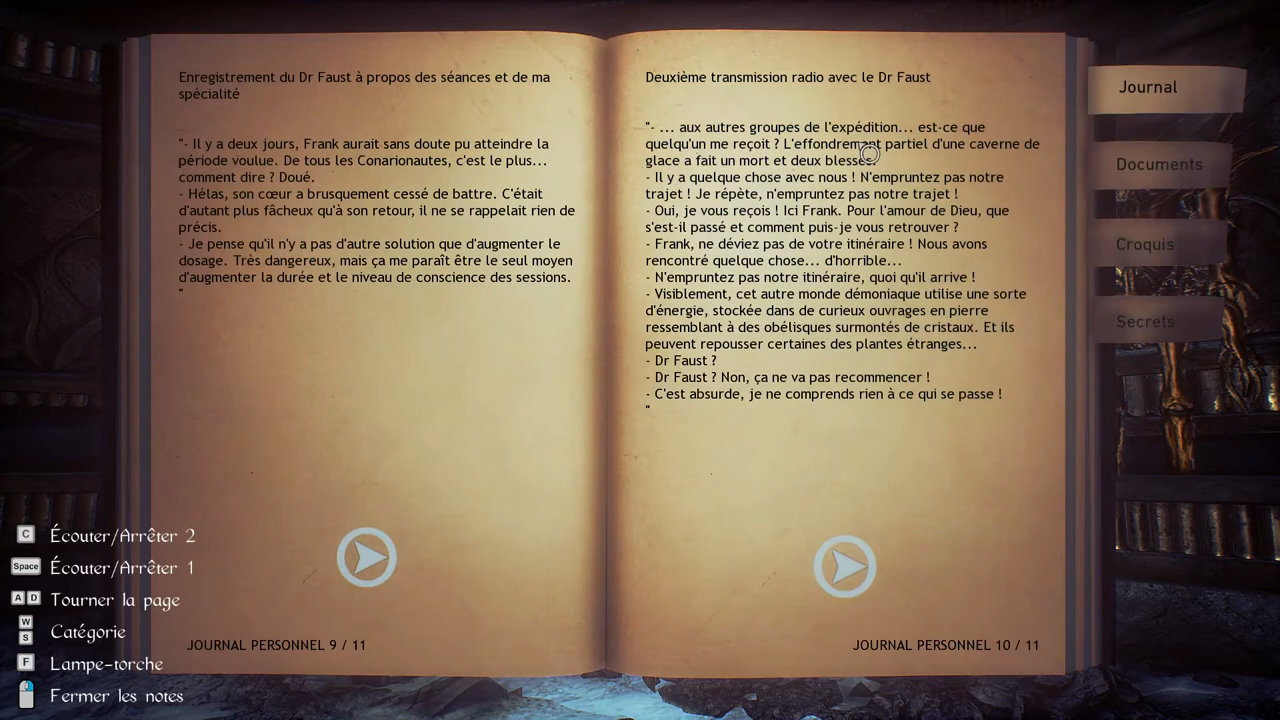 Enregistrement du Dr Faust à propos des séances et de ma
spécialité
"- Il y a deux jours, Frank aurait sans doute pu atteindre la
période voulue. De tous les Conarionautes, c'est le plus...
comment dire ? Doué.
- Hélas, son cœur a brusquement cessé de battre. C'était
d'autant plus fâcheux qu'à son retour, il ne se rappelait rien de
précis.
- Je pense qu'il n'y a pas d'autre solution que d'augmenter le
dosage. Très dangereux, mais ça me paraît être le seul moyen
d'augmenter la durée et le niveau de conscience des sessions.
"
JOURNAL PERSONNEL 9 / 11
Deuxième transmission radio avec le Dr Faust
"- ... aux autres groupes de l'expédition... est-ce que
quelqu'un me reçoit ? L'effondrement partiel d'une caverne de
glace a fait un mort et deux blessés.
- Il y a quelque chose avec nous ! N'empruntez pas notre
trajet ! Je répète, n'empruntez pas notre trajet !
- Oui, je vous reçois ! Ici Frank. Pour l'amour de Dieu, que
s'est-il passé et comment puis-je vous retrouver ?
- Frank, ne déviez pas de votre itinéraire ! Nous avons
rencontré quelque chose... d'horrible...
- N'empruntez pas notre itinéraire, quoi qu'il arrive !
- Visiblement, cet autre monde démoniaque utilise une sorte
d'énergie, stockée dans de curieux ouvrages en pierre
ressemblant à des obélisques surmontés de cristaux. Et ils
peuvent repousser certaines des plantes étranges...
- Dr Faust ?
- Dr Faust ? Non, ça ne va pas recommencer !
- C'est absurde, je ne comprends rien à ce qui se passe !
"
JOURNAL PERSONNEL 10 / 11
Journal
Documents
Croquis
Secrets
C Écouter/Arrêter 2
Space Écouter/Arrêter 1
A D Tourner la page
W S Catégorie
F Lampe-torche
Fermer les notes